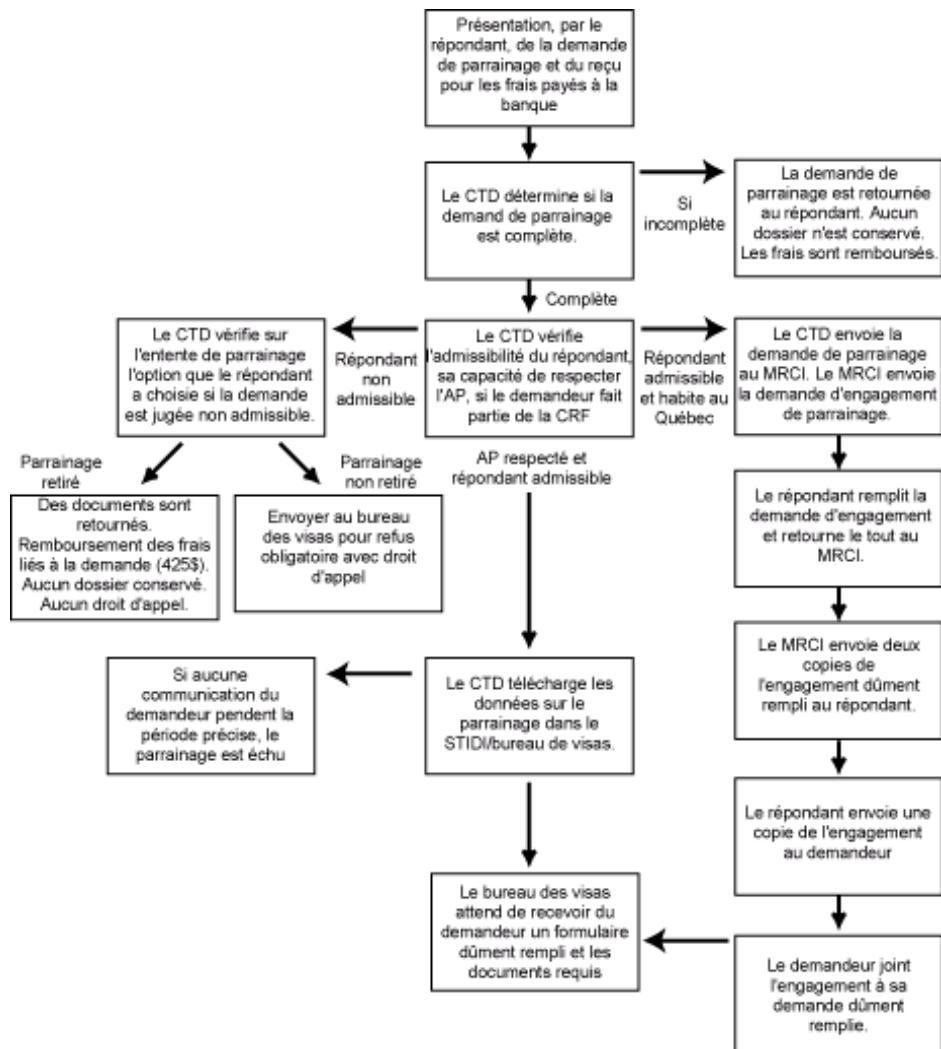 Présentation, par le
répondant, de la demande
de parrainage et du reçu
pour les frais payés à la
banque
Le CTD détermine si la
demand de parrainage
est complète.
Si
incomplète
La demande de
parrainage est retournée
au répondant. Aucun
dossier n'est conservé.
Les frais sont remboursés.
Complète
Le CTD vérifie sur
l'entente de parrainage
l'option que le répondant
a choisie si la demande
est jugée non admissible.
Répondant
non
admissible
Le CTD vérifie
l'admissibilité du répondant,
sa capacité de respecter
l'AP, si le demandeur fait
partie de la CRF
Répondant
admissible
et habite au
Québec
Le CTD envoie la
demande de parrainage
au MRCI. Le MRCI envoie
la demande d'engagement
de parrainage.
Parrainage
retiré
Parrainage
non retiré
AP respecté et
répondant admissible
Des documents sont
retournés.
Remboursement des frais
liés à la demande (425$).
Aucun dossier conservé.
Aucun droit d'appel.
Envoyer au bureau
des visas pour refus
obligatoire avec droit
d'appel
Le répondant remplit la
demande d'engagement
et retourne le tout au
MRCI.
Le MRCI envoie deux
copies de
l'engagement dûment
rempli au répondant.
Si aucune
communication du
demandeur pendent la
période précise, le
parrainage est échu
Le CTD télécharge les
données sur le
parrainage dans le
STIDI/bureau de visas.
Le répondant envoie une
copie de l'engagement
au demandeur
Le bureau des visas
attend de recevoir du
demandeur un formulaire
dûment rempli et les
documents requis
Le demandeur joint
l'engagement à sa
demande dûment
remplie.